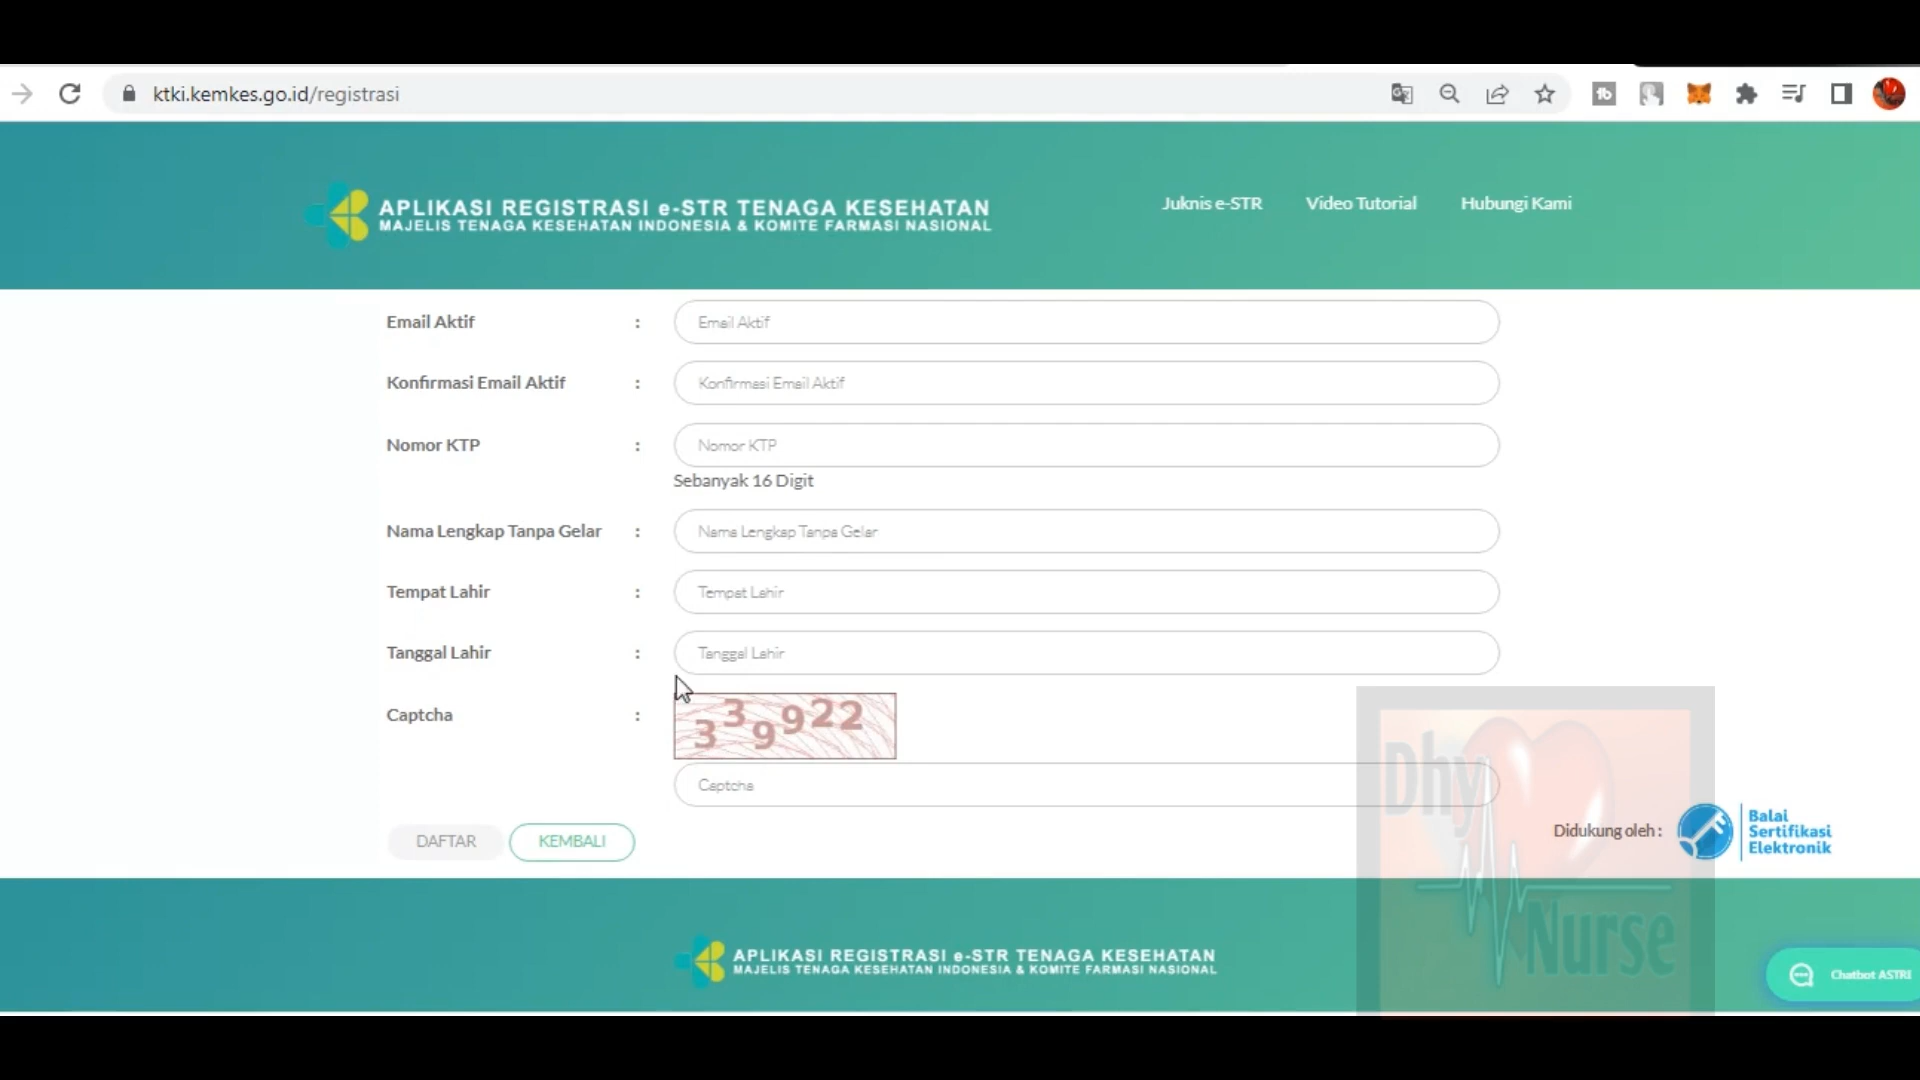 ktki.kemkes.go.id/registrasi
APLIKASI REGISTRASI e-STR TENAGA KESEHATAN
MAJELIS TENAGA KESEHATAN INDONESIA & KOMITE FARMASI NASIONAL
Juknis e-STR Video Tutorial Hubungi Kami
Email Aktif : Email Aktif
Konfirmasi Email Aktif : Konfirmasi Email Aktif
Nomor KTP : Nomor KTP
Sebanyak 16 Digit
Nama Lengkap Tanpa Gelar : Nama Lengkap Tanpa Gelar
Tempat Lahir : Tempat Lahir
Tanggal Lahir : Tanggal Lahir
Captcha : 339922
Captcha
DAFTAR KEMBALI
Didukung oleh :
Balai
Sertifikasi
Elektronik
Dhy
Nurse
APLIKASI REGISTRASI e-STR TENAGA KESEHATAN
MAJELIS TENAGA KESEHATAN INDONESIA & KOMITE FARMASI NASIONAL
Chatbot ASTRI